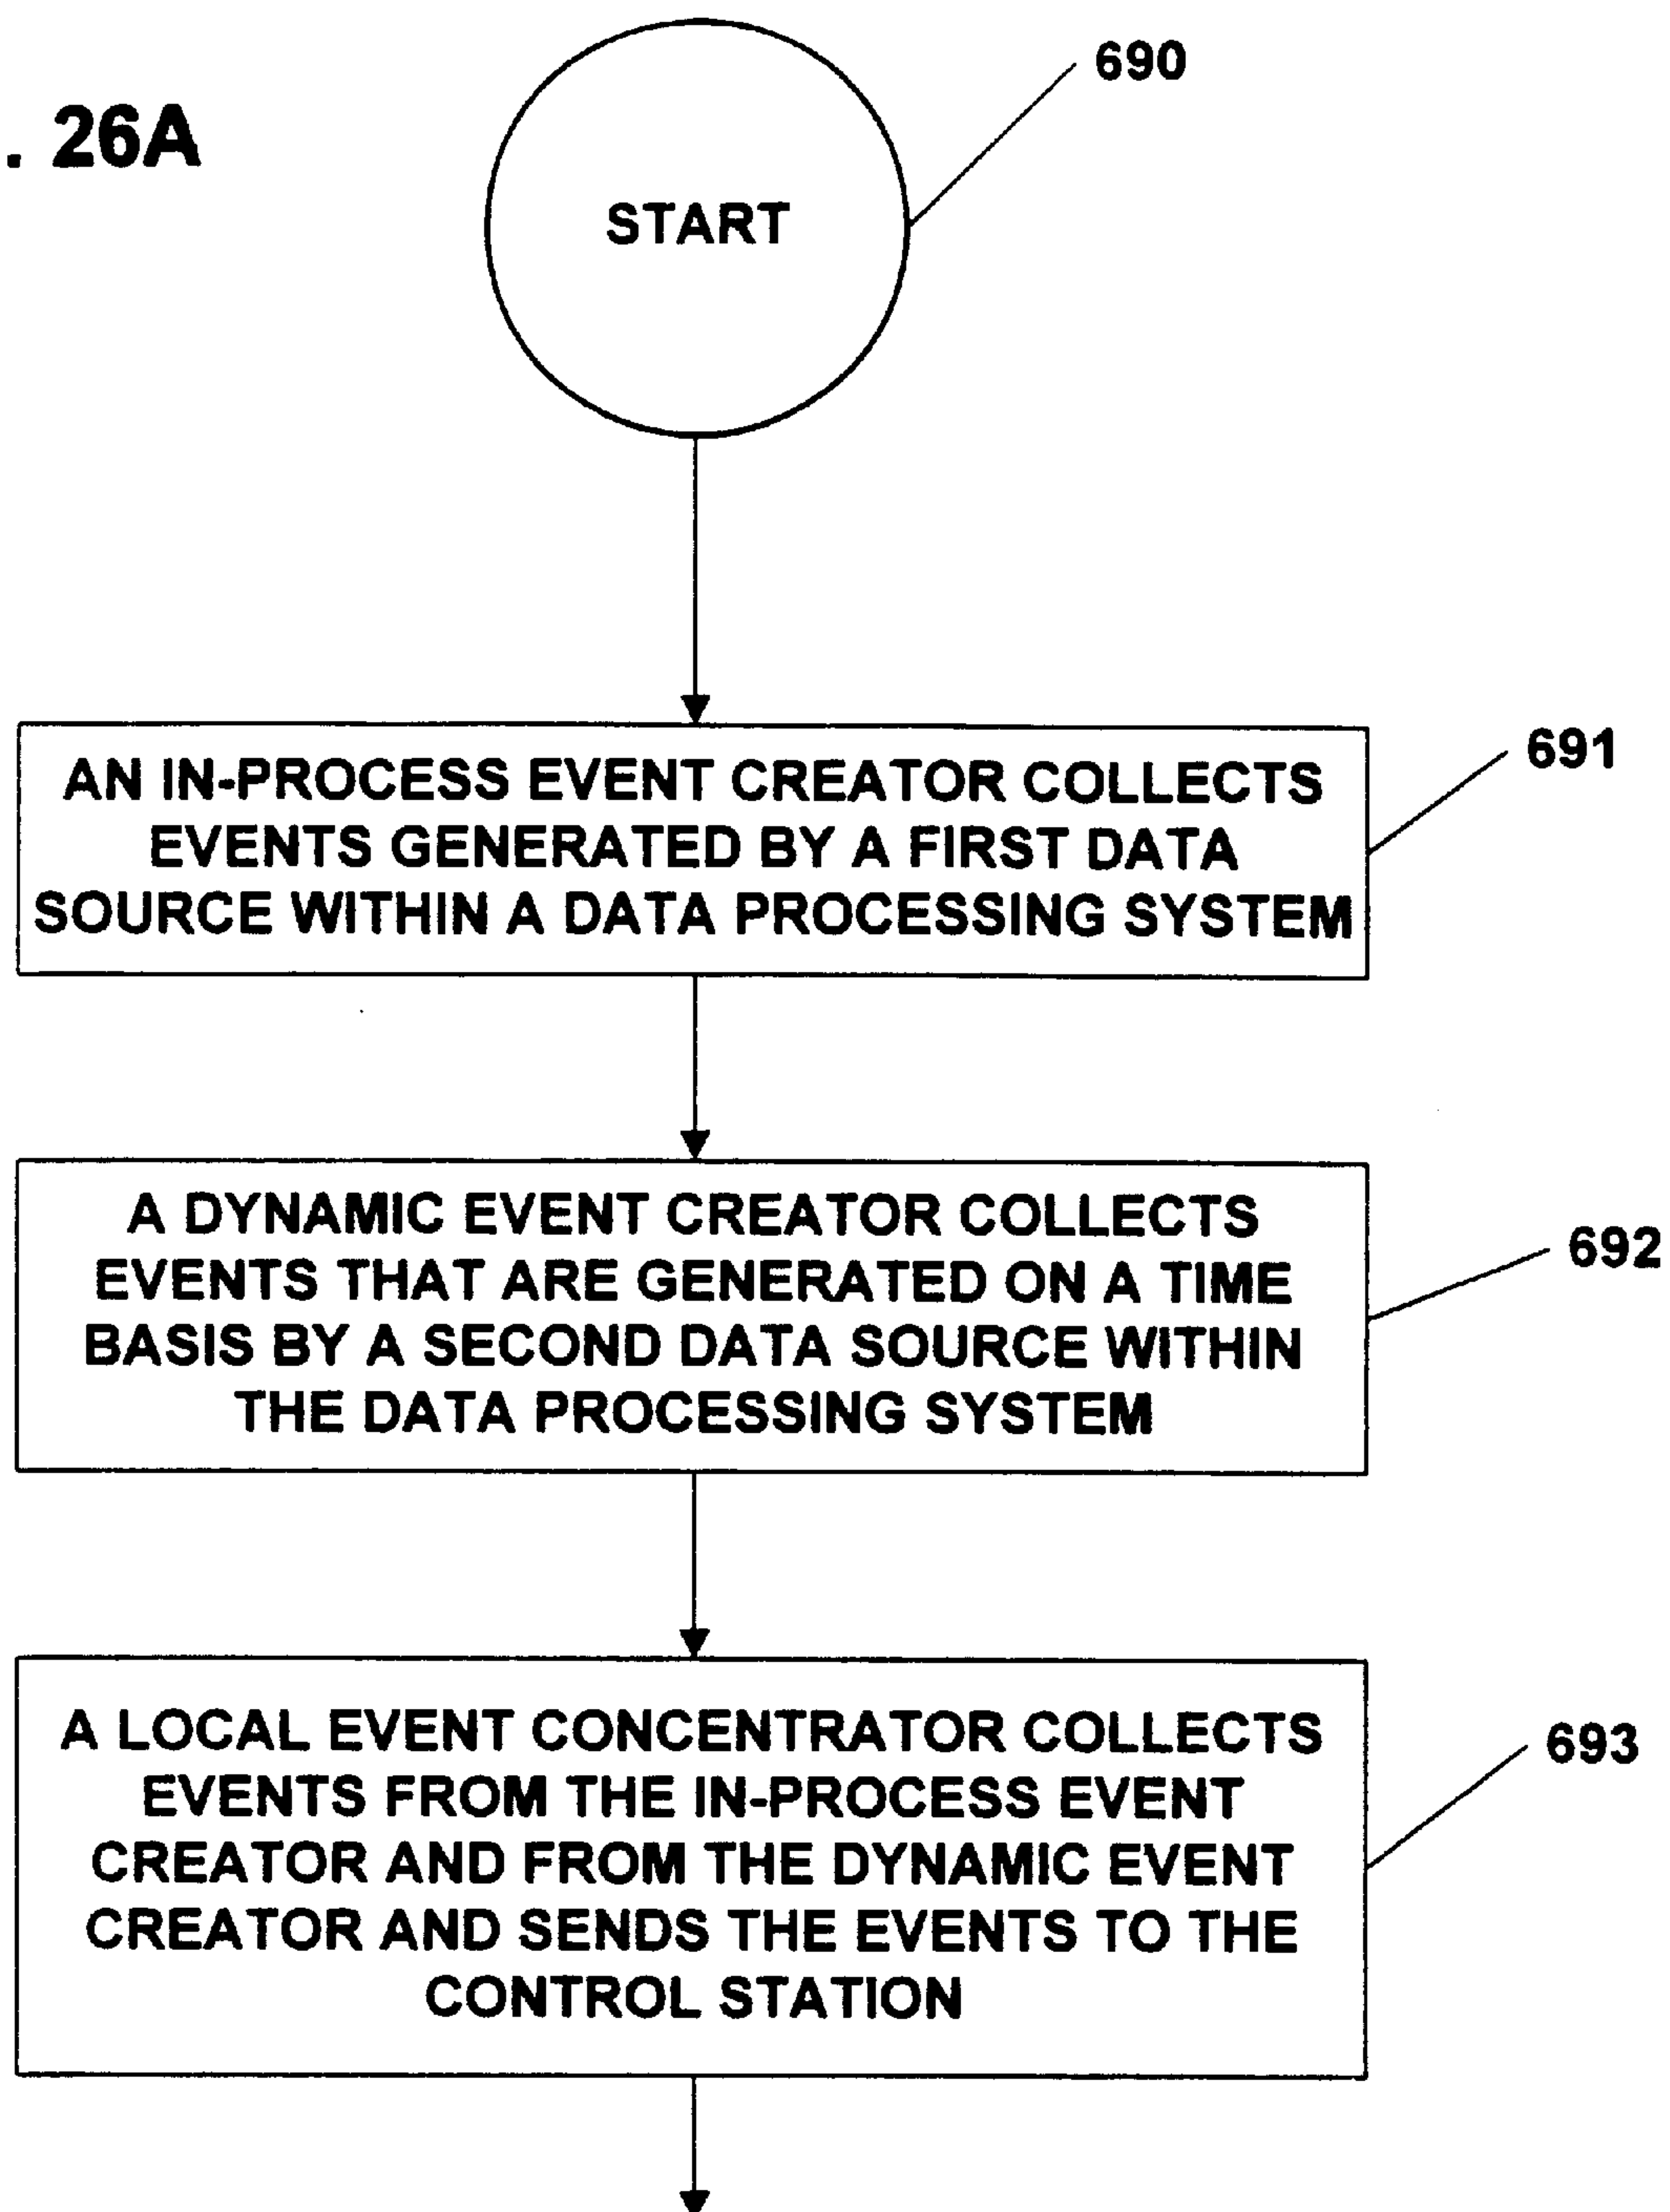 . 26A
690
START
691
AN IN-PROCESS EVENT CREATOR COLLECTS
EVENTS GENERATED BY A FIRST DATA
SOURCE WITHIN A DATA PROCESSING SYSTEM
692
A DYNAMIC EVENT CREATOR COLLECTS
EVENTS THAT ARE GENERATED ON A TIME
BASIS BY A SECOND DATA SOURCE WITHIN
THE DATA PROCESSING SYSTEM
693
A LOCAL EVENT CONCENTRATOR COLLECTS
EVENTS FROM THE IN-PROCESS EVENT
CREATOR AND FROM THE DYNAMIC EVENT
CREATOR AND SENDS THE EVENTS TO THE
CONTROL STATION